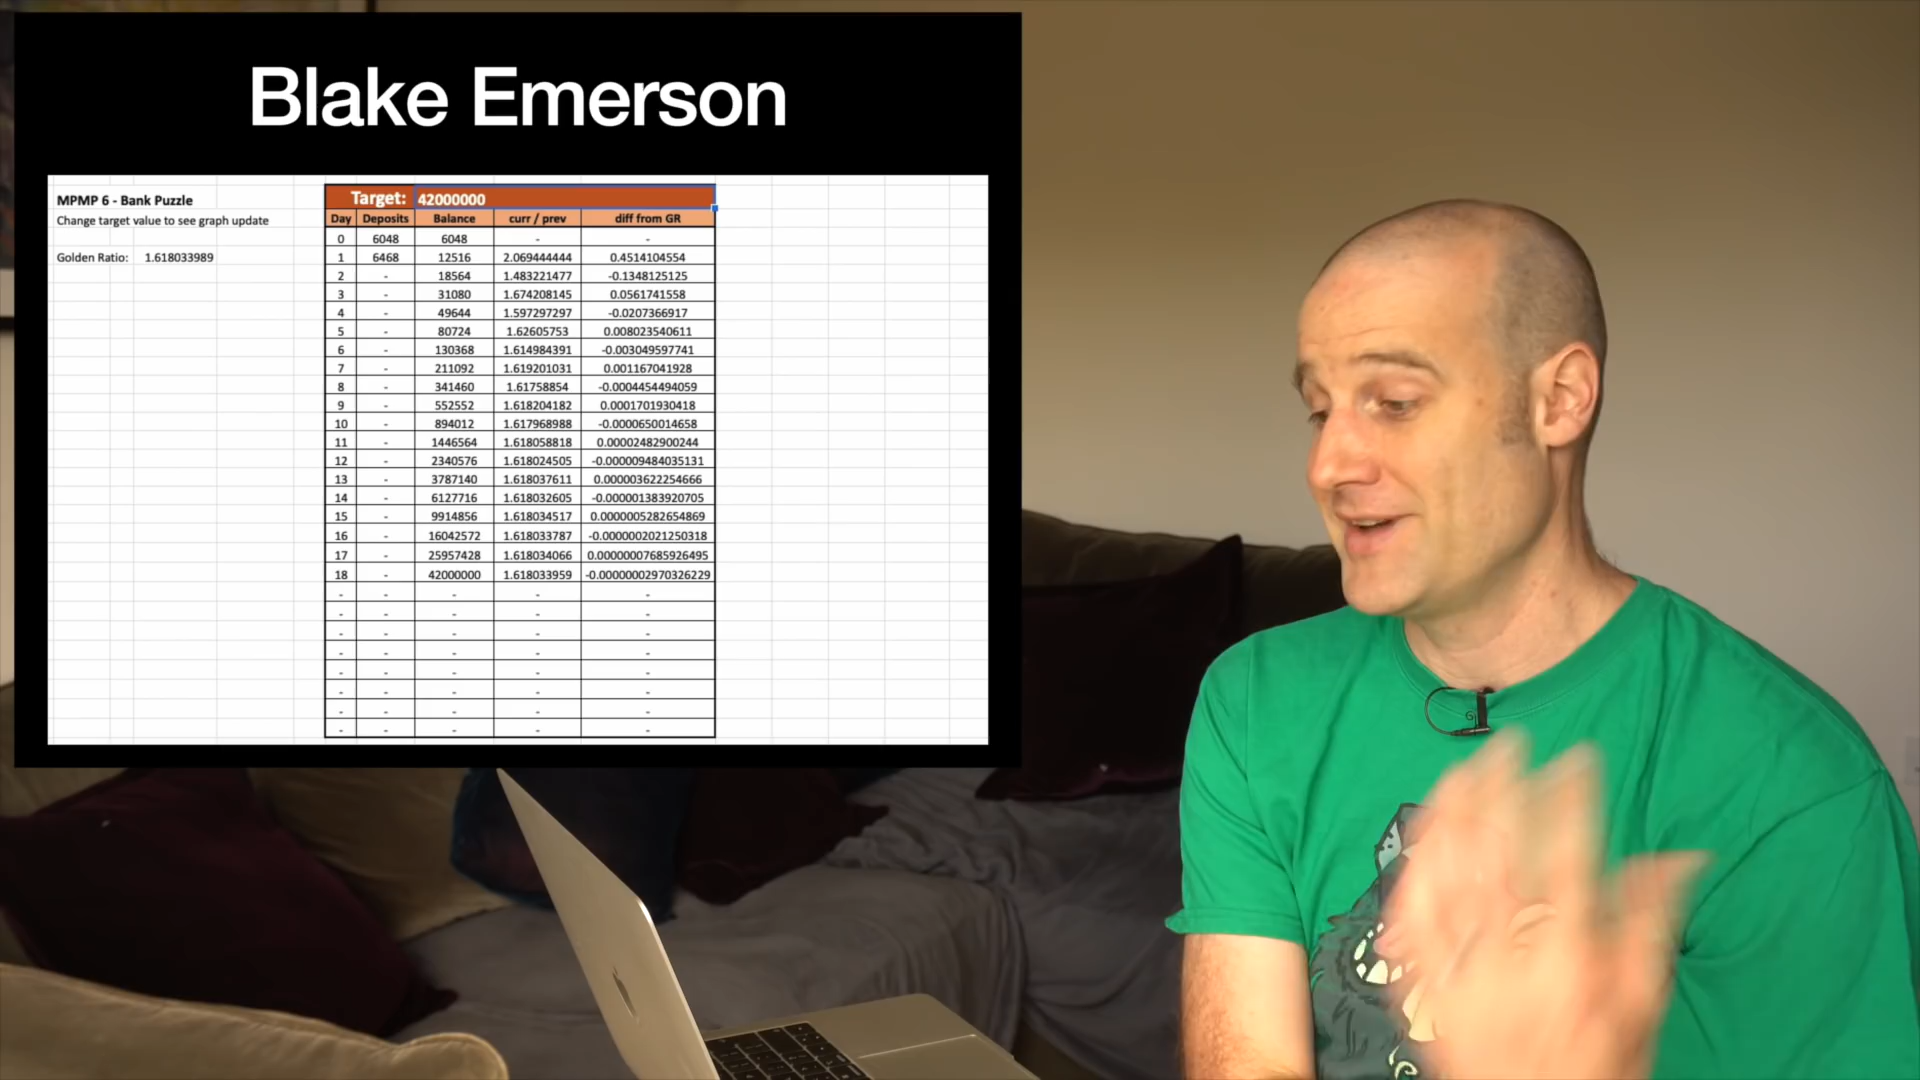 Blake Emerson
MPMP 6 - Bank Puzzle
Change target value to see graph update
Golden Ratio: 1.618033989
Target: 42000000
Day Deposits Balance curr / prev diff from GR
0 6048 6048 - -
1 6468 12516 2.069444444 0.4514104554
2 - 18564 1.483221477 -0.1348125125
3 - 31080 1.674208145 0.0561741558
4 - 49644 1.597297297 -0.0207366917
5 - 80724 1.62605753 0.008023540611
6 - 130368 1.614984391 -0.003049597741
7 - 211092 1.619201031 0.001167041928
8 - 341460 1.61758854 -0.0004454494059
9 - 552552 1.618204182 0.0001701930418
10 - 894012 1.617968988 -0.0000650014658
11 - 1446564 1.618058818 0.00002482900244
12 - 2340576 1.618024505 -0.000009484035131
13 - 3787140 1.618037611 0.000003622254666
14 - 6127716 1.618032605 -0.000001383920705
15 - 9914856 1.618034517 0.0000005282654869
16 - 16042572 1.618033787 -0.0000002021250318
17 - 25957428 1.618034066 0.00000007685926495
18 - 42000000 1.618033959 -0.00000002970326229
- - - - -
- - - - -
- - - - -
- - - - -
- - - - -
- - - - -
- - - - -
- - - - -